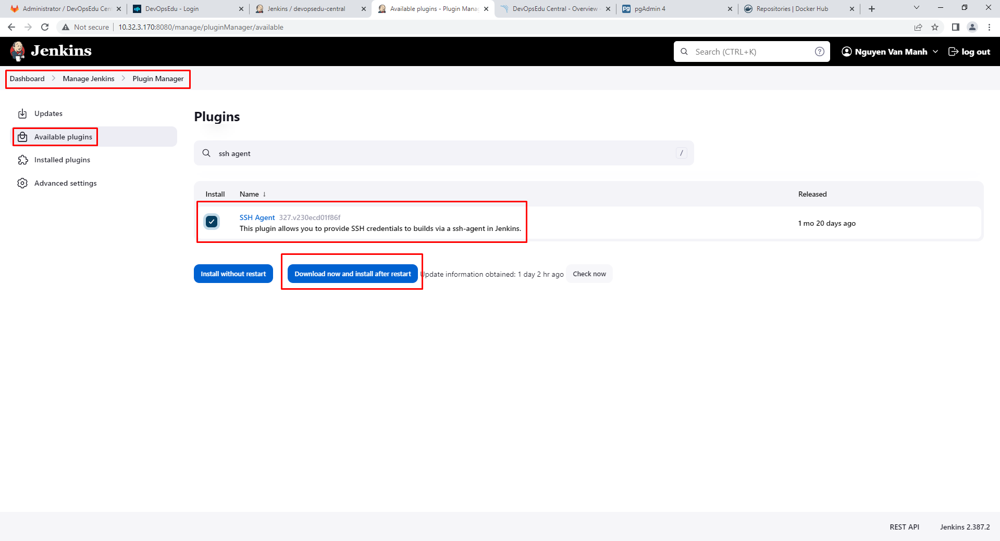 Administrator / DevOpsEdu Cen
DevOpsEdu - Login
Jenkins / devopsedu-central
Available plugins - Plugin Mana
DevOpsEdu Central - Overview
pgAdmin 4
Repositories | Docker Hub
Not secure
10.32.3.170:8080/manage/pluginManager/available
Jenkins
Search (CTRL+K)
Nguyen Van Manh
log out
Dashboard > Manage Jenkins > Plugin Manager
Updates
Available plugins
Installed plugins
Advanced settings
Plugins
ssh agent
/
Install Name ↓ Released
SSH Agent 327.v230ecd01f86f
This plugin allows you to provide SSH credentials to builds via a ssh-agent in Jenkins.
1 mo 20 days ago
Install without restart
Download now and install after restart
Update information obtained: 1 day 2 hr ago
Check now
REST API
Jenkins 2.387.2